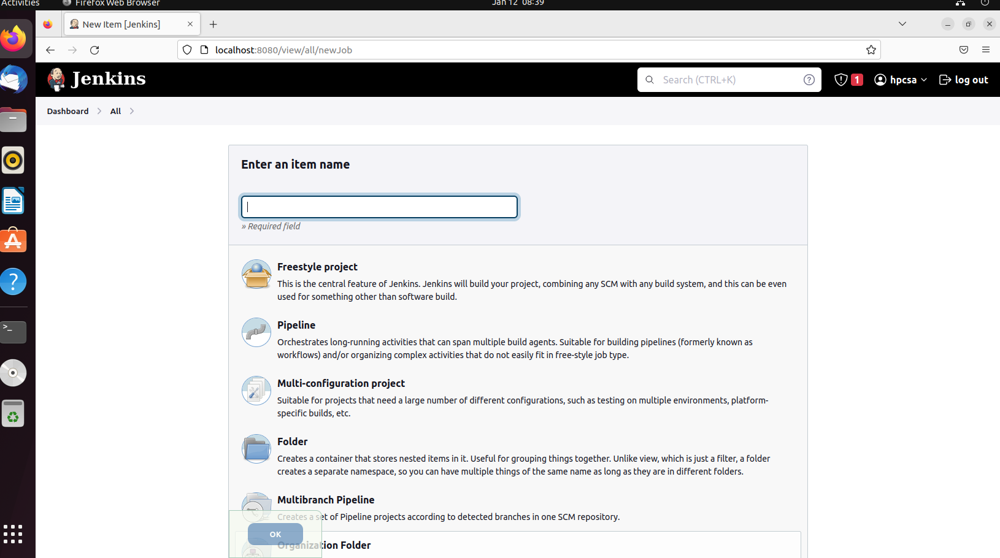 Activities Firefox Web Browser Jan 12 08:39
New Item [Jenkins]
localhost:8080/view/all/newJob
Jenkins Search (CTRL+K) 1 hpcsa log out
Dashboard All
Enter an item name
» Required field
Freestyle project
This is the central feature of Jenkins. Jenkins will build your project, combining any SCM with any build system, and this can be even
used for something other than software build.
Pipeline
Orchestrates long-running activities that can span multiple build agents. Suitable for building pipelines (formerly known as
workflows) and/or organizing complex activities that do not easily fit in free-style job type.
Multi-configuration project
Suitable for projects that need a large number of different configurations, such as testing on multiple environments, platform-
specific builds, etc.
Folder
Creates a container that stores nested items in it. Useful for grouping things together. Unlike view, which is just a filter, a folder
creates a separate namespace, so you can have multiple things of the same name as long as they are in different folders.
Multibranch Pipeline
Creates a set of Pipeline projects according to detected branches in one SCM repository.
OK
Organization Folder